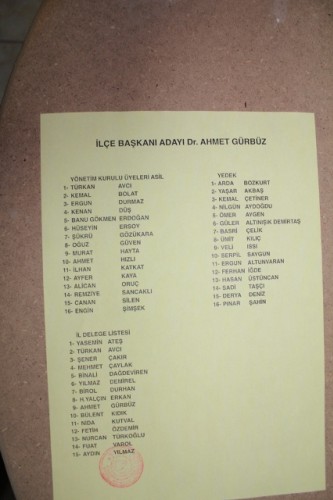 İLÇE BAŞKANI ADAYI Dr. AHMET GÜRBÜZ
YÖNETİM KURULU ÜYELERİ ASİL
1- TÜRKAN AVCI
2- KEMAL BOLAT
3- ERGUN DURMAZ
4- KENAN DÜŞ
5- BANU GÖKMEN ERDOĞAN
6- HÜSEYİN ERSOY
7- ŞÜKRÜ GÖZÜKARA
8- OĞUZ GÜVEN
9- MURAT HAYTA
10- AHMET HIZLI
11- İLHAN KATKAT
12- AYFER KAYA
13- ALİCAN ORUÇ
14- REMZİYE SANCAKLI
15- CANAN SİLEN
16- ENGİN ŞİMŞEK
YEDEK
1- ARDA BOZKURT
2- YAŞAR AKBAŞ
3- KEMAL ÇETİNER
4- NİLGÜN AYDOĞDU
5- ÖMER AYGEN
6- GÜLER ALTINIŞIK DEMİKTAŞ
7- BASRİ ÇELİK
8- ÜMİT KILIÇ
9- VELİ ISSI
10- SERPİL SAYGUN
11- ERGUN ALTUNVARAN
12- FERHAN İĞDE
13- HASAN ÜSTÜNCAN
14- ŞADİ TAŞÇI
15- DERYA DENİZ
16- PINAR ŞAHİN
İL DELEGE LİSTESİ
1- YASEMİN ATEŞ
2- TÜRKAN AVCI
3- ŞENER ÇAKIR
4- MEHMET ÇAYLAK
5- BİNALİ DAĞDEVİREN
6- YILMAZ DEMİREL
7- BİROL DURHAN
8- H.YALÇIN ERKAN
9- AHMET GÜRBÜZ
10- BÜLENT KIDIK
11- NİDA KUTVAL
12- FETİH ÖZDEMİR
13- NURCAN TÜRKOĞLU
14- FUAT VAROL
15- AYDIN YILMAZ